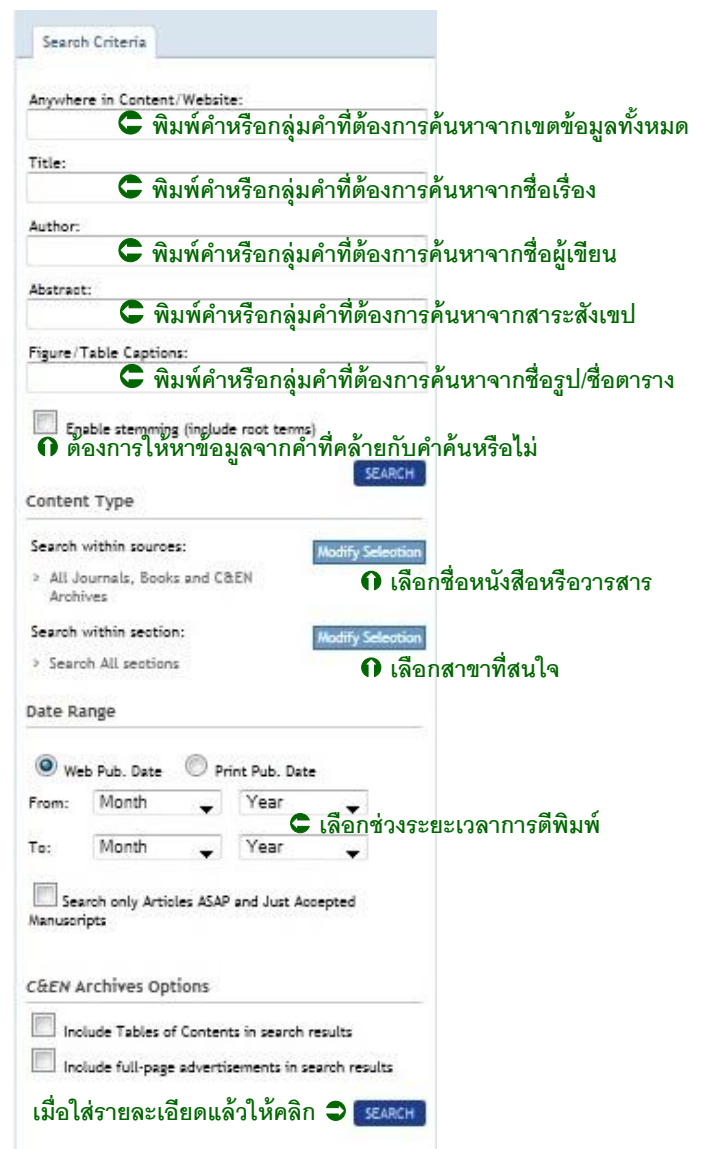 Search Criteria
Anywhere in Content/Website:
พิมพ์คำหรือกลุ่มคำที่ต้องการค้นหาจากเขตข้อมูลทั้งหมด
Title:
พิมพ์คำหรือกลุ่มคำที่ต้องการค้นหาจากชื่อเรื่อง
Author:
พิมพ์คำหรือกลุ่มคำที่ต้องการค้นหาจากชื่อผู้เขียน
Abstract:
พิมพ์คำหรือกลุ่มคำที่ต้องการค้นหาจากสาระสังเขป
Figure/Table Captions:
พิมพ์คำหรือกลุ่มคำที่ต้องการค้นหาจากชื่อรูป/ชื่อตาราง
Enable stemming (include root terms)
ต้องการให้หาข้อมูลจากคำที่คล้ายกับคำค้นหรือไม่
SEARCH
Content Type
Search within sources:
Modify Selection
> All Journals, Books and C&EN
Archives
เลือกชื่อหนังสือหรือวารสาร
Search within section:
Modify Selection
> Search All sections
เลือกสาขาที่สนใจ
Date Range
Web Pub. Date Print Pub. Date
From: Month Year
เลือกช่วงระยะเวลาการตีพิมพ์
To: Month Year
Search only Articles ASAP and Just Accepted
Manuscripts
C&EN Archives Options
Include Tables of Contents in search results
Include full-page advertisements in search results
เมื่อใส่รายละเอียดแล้วให้คลิก SEARCH